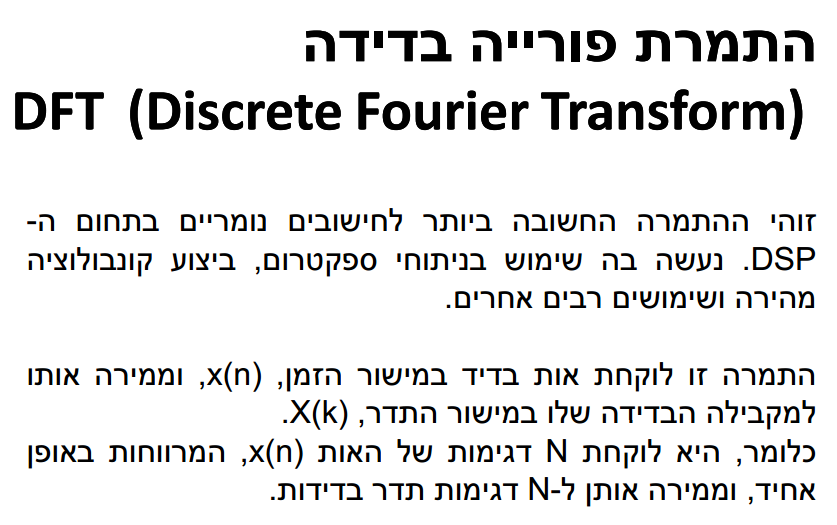 התמרת פורייה בדידה
DFT (Discrete Fourier Transform)
זוהי ההתמרה החשובה ביותר לחישובים נומריים בתחום ה-
DSP. נעשה בה שימוש בניתוחי ספקטרום, ביצוע קונבולוציה
מהירה ושימושים רבים אחרים.
התמרה זו לוקחת אות בדיד במישור הזמן, x(n), וממירה אותו
למקבילה הבדידה שלו במישור התדר, X(k).
כלומר, היא לוקחת N דגימות של האות x(n), המרווחות באופן
אחיד, וממירה אותן ל-N דגימות תדר בדידות.